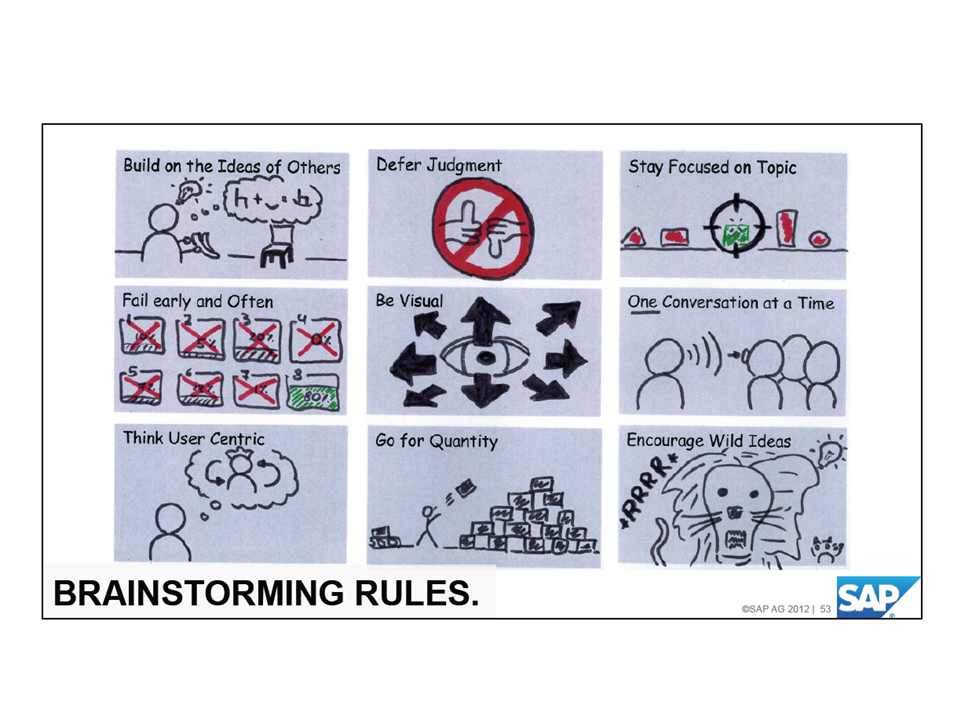 Build on the Ideas of Others
Defer Judgment
Stay Focused on Topic
Fail early and Often
1 2 3 4
10% 5% 20% 0%
5 6 7 8
1% 80%
Be Visual
One Conversation at a Time
Think User Centric
Go for Quantity
Encourage Wild Ideas
*RRRR*
BRAINSTORMING RULES.
©SAP AG 2012 | 53
SAP
®